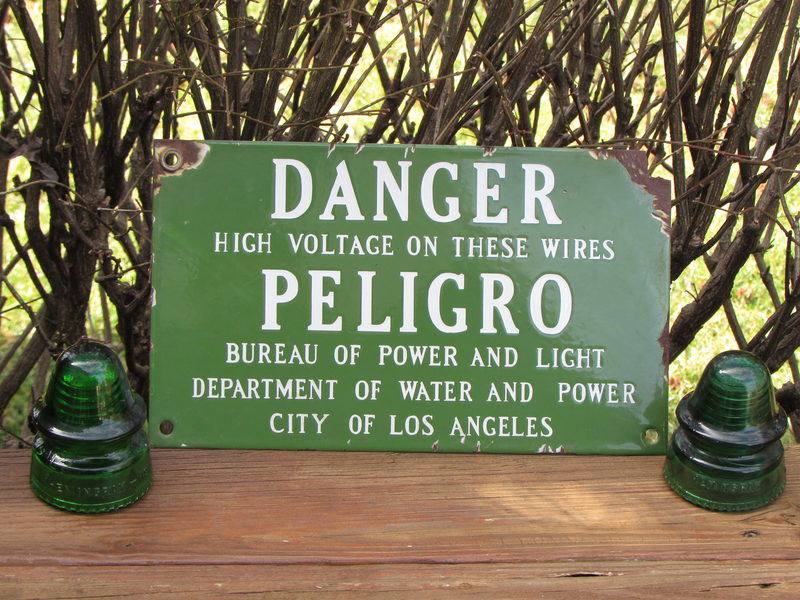 DANGER
HIGH VOLTAGE ON THESE WIRES
PELIGRO
BUREAU OF POWER AND LIGHT
DEPARTMENT OF WATER AND POWER
CITY OF LOS ANGELES